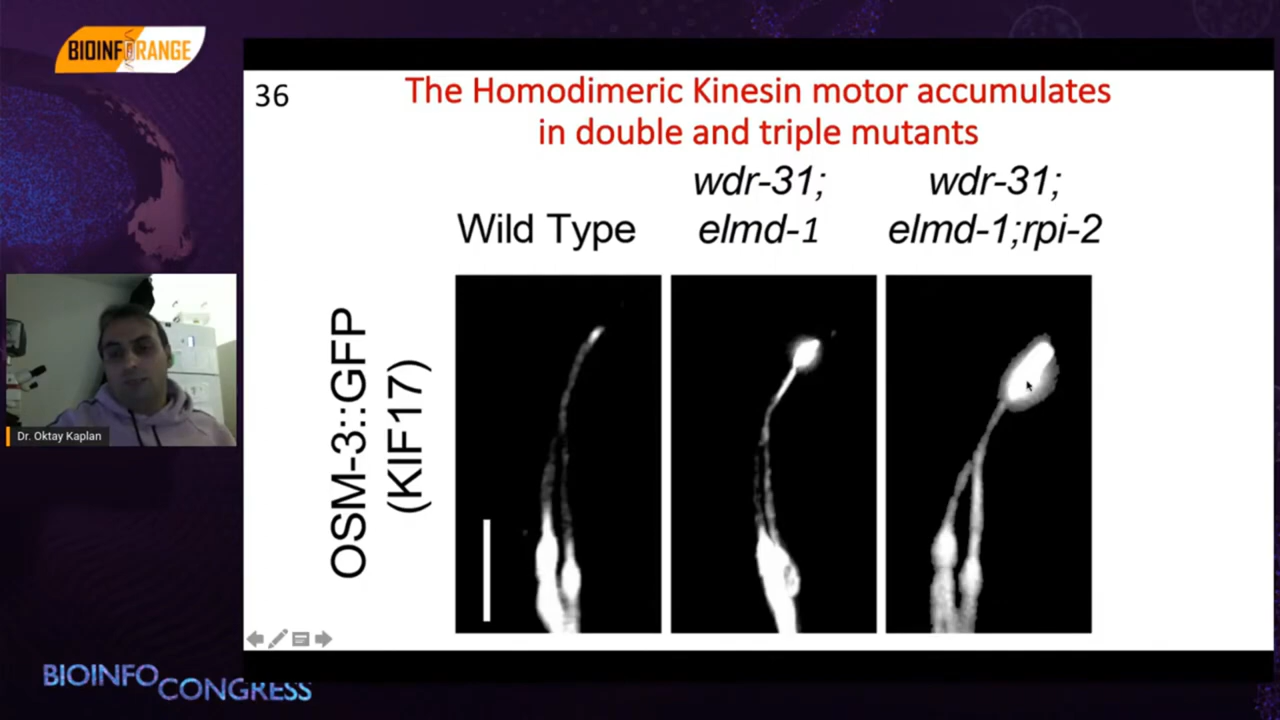 BIOINFORANGE
36
The Homodimeric Kinesin motor accumulates
in double and triple mutants
Wild Type
wdr-31;
elmd-1
wdr-31;
elmd-1;rpi-2
OSM-3::GFP
(KIF17)
Dr. Oktay Kaplan
BIOINFO
CONGRESS